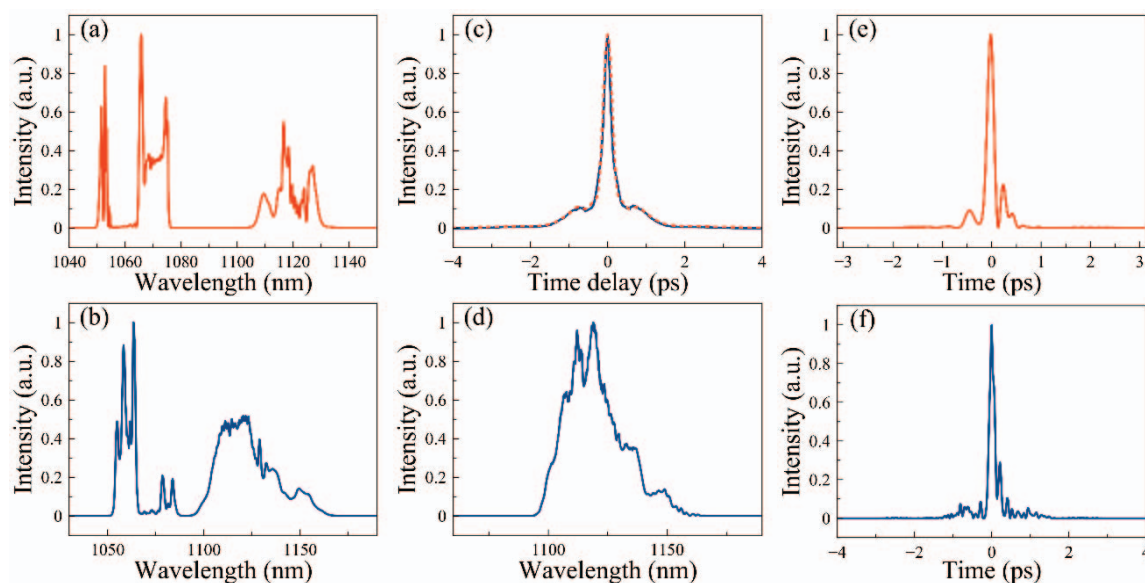 (a)
Intensity (a.u.)
1
0.8
0.6
0.4
0.2
0
1040 1060 1080 1100 1120 1140
Wavelength (nm)
(c)
Intensity (a.u.)
1
0.8
0.6
0.4
0.2
0
−4 −2 0 2 4
Time delay (ps)
(e)
Intensity (a.u.)
1
0.8
0.6
0.4
0.2
0
−3 −2 −1 0 1 2 3
Time (ps)
(b)
Intensity (a.u.)
1
0.8
0.6
0.4
0.2
0
1050 1100 1150
Wavelength (nm)
(d)
Intensity (a.u.)
1
0.8
0.6
0.4
0.2
0
1100 1150
Wavelength (nm)
(f)
Intensity (a.u.)
1
0.8
0.6
0.4
0.2
0
−4 −2 0 2 4
Time (ps)